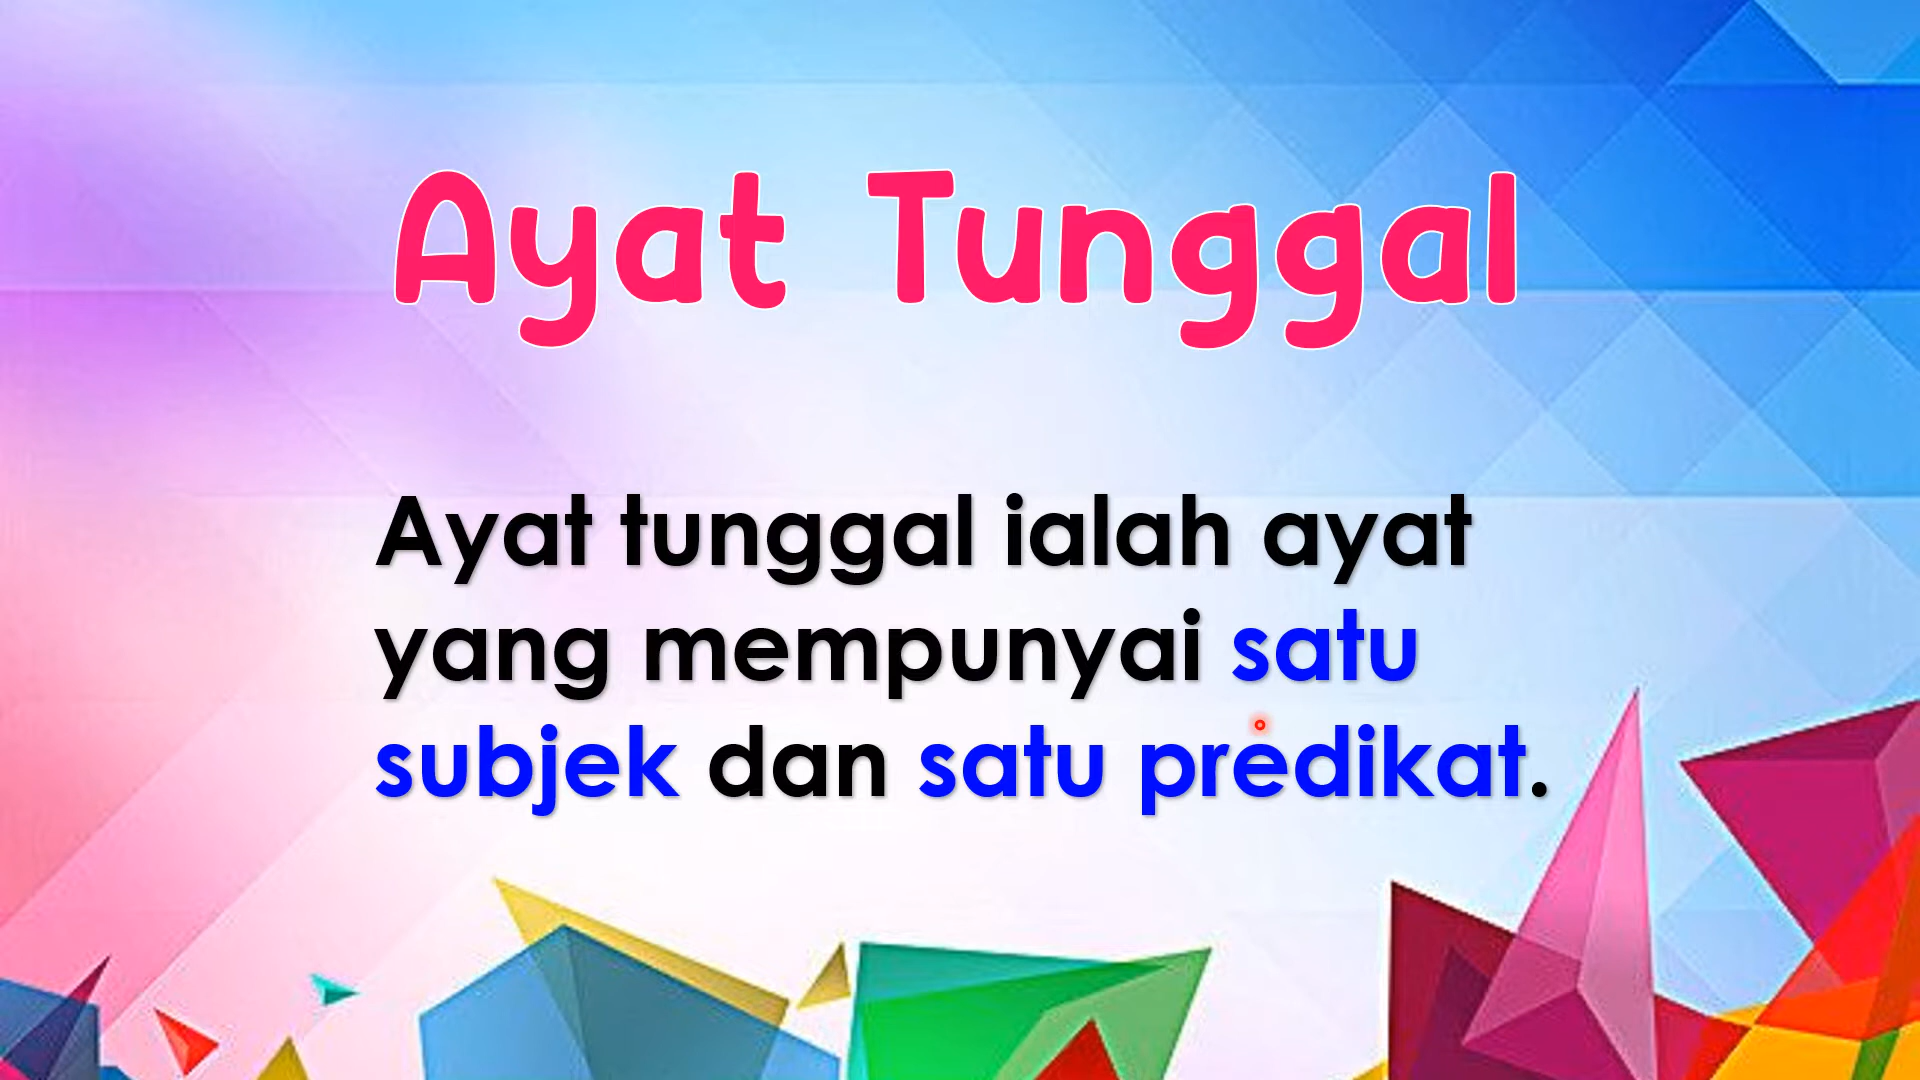 Ayat Tunggal
Ayat tunggal ialah ayat
yang mempunyai satu
subjek dan satu predikat.